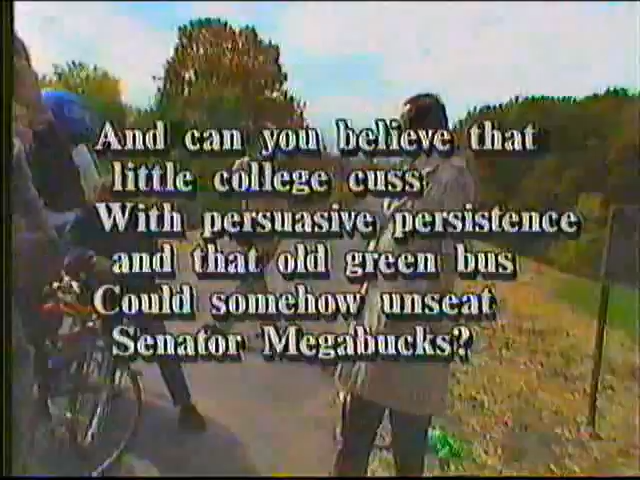 And can you believe that
little college cuss
With persuasive persistence
and that old green bus
Could somehow unseat
Senator Megabucks?